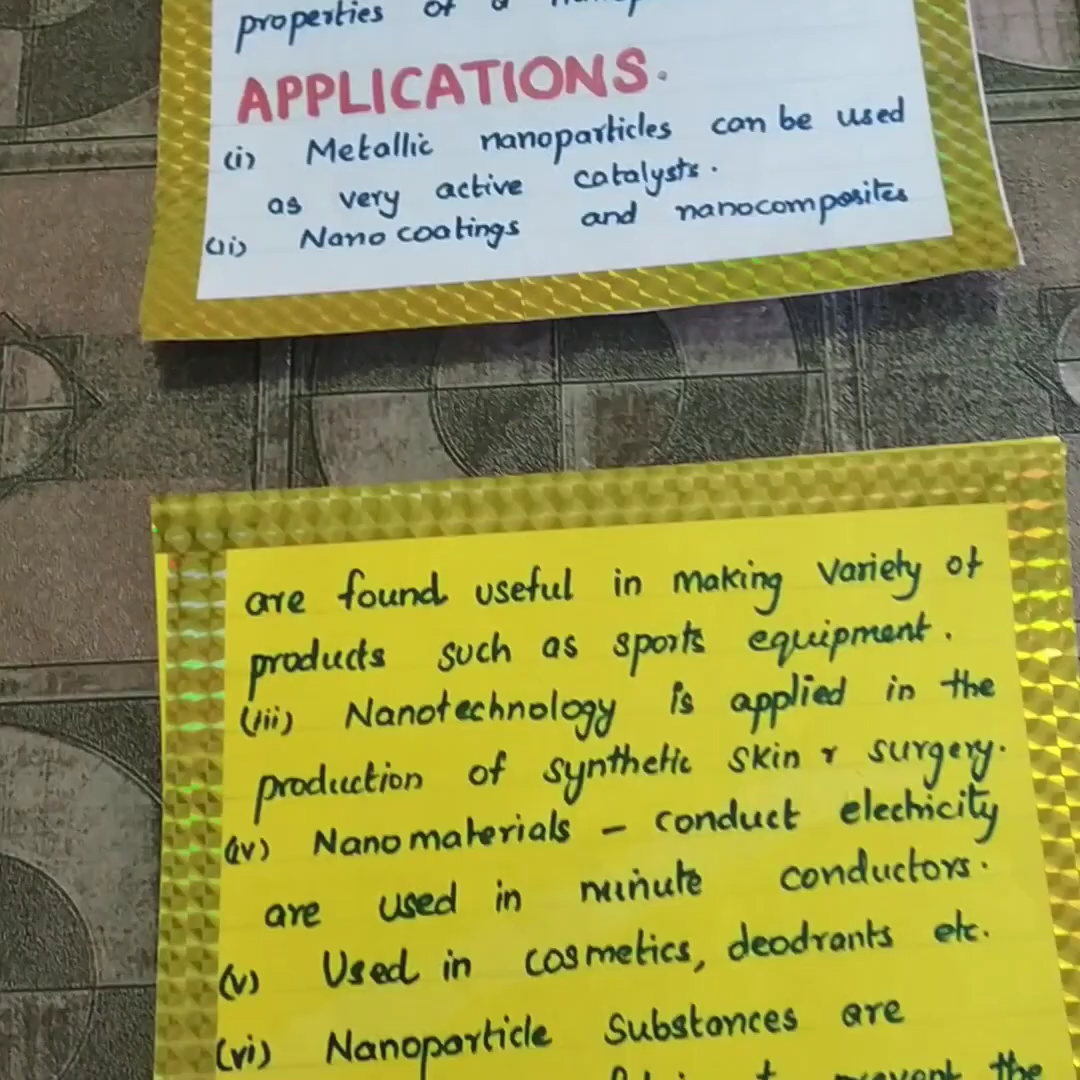 properties of a
APPLICATIONS.
(i) Metallic nanoparticles can be used
as very active catalysts.
(ii) Nano coatings and nanocomposites
are found useful in making variety of
products such as sports equipment.
(iii) Nanotechnology is applied in the
production of synthetic skin & surgery.
(iv) Nanomaterials - conduct electricity
are used in minute conductors.
(v) Used in cosmetics, deodrants etc.
(vi) Nanoparticle substances are
prevent the